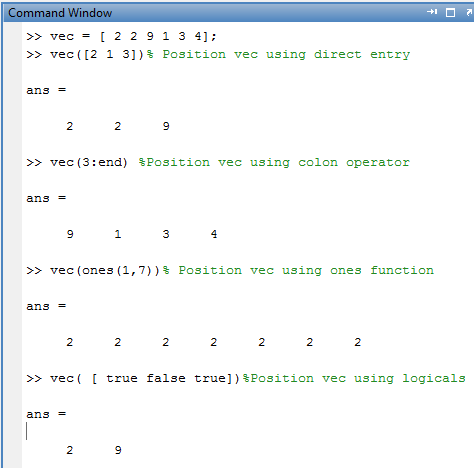 Command Window
>> vec = [ 2 2 9 1 3 4];
>> vec([2 1 3])% Position vec using direct entry
ans =
2 2 9
>> vec(3:end) %Position vec using colon operator
ans =
9 1 3 4
>> vec(ones(1,7))% Position vec using ones function
ans =
2 2 2 2 2 2 2
>> vec( [ true false true])%Position vec using logicals
ans =
2 9